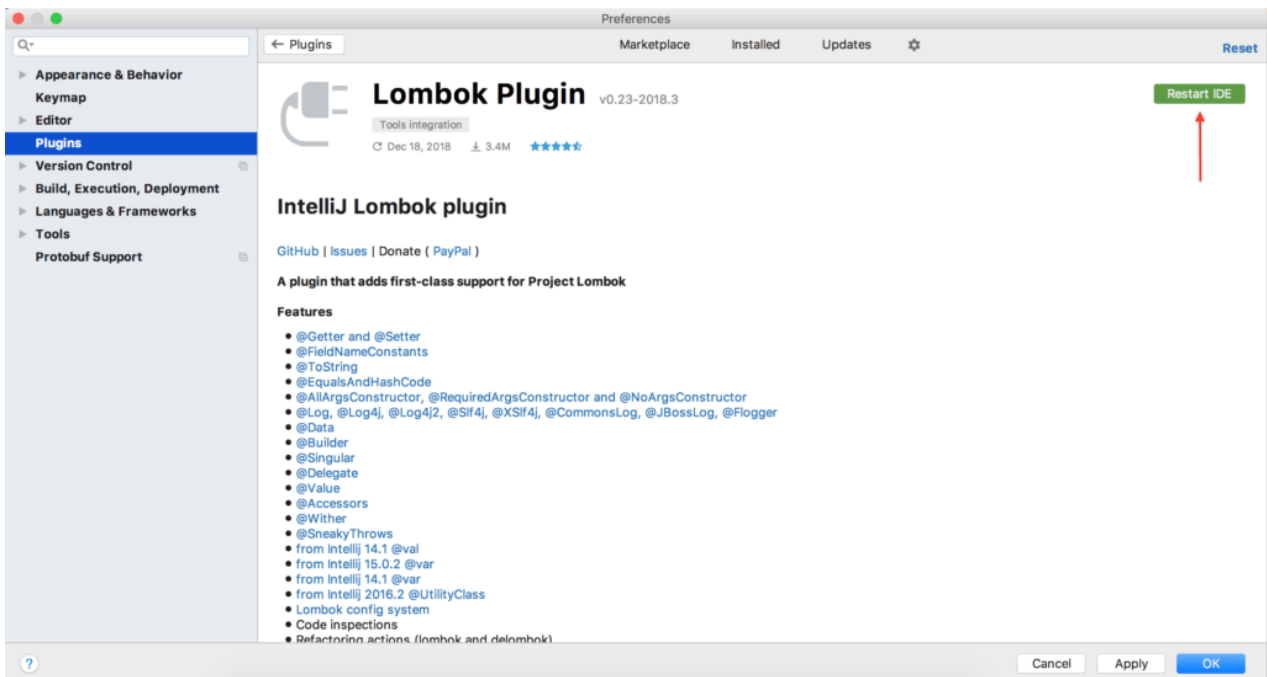 Preferences
← Plugins
Marketplace Installed Updates
Reset
Appearance & Behavior
Keymap
Editor
Plugins
Version Control
Build, Execution, Deployment
Languages & Frameworks
Tools
Protobuf Support
Lombok Plugin v0.23-2018.3
Restart IDE
Tools integration
Dec 18, 2018 3.4M
IntelliJ Lombok plugin
GitHub | Issues | Donate ( PayPal )
A plugin that adds first-class support for Project Lombok
Features
• @Getter and @Setter
• @FieldNameConstants
• @ToString
• @EqualsAndHashCode
• @AllArgsConstructor, @RequiredArgsConstructor and @NoArgsConstructor
• @Log, @Log4j, @Log4j2, @Slf4j, @XSlf4j, @CommonsLog, @JBossLog, @Flogger
• @Data
• @Builder
• @Singular
• @Delegate
• @Value
• @Accessors
• @Wither
• @SneakyThrows
• from Intellij 14.1 @val
• from Intellij 15.0.2 @var
• from Intellij 14.1 @var
• from Intellij 2016.2 @UtilityClass
• Lombok config system
• Code inspections
• Refactoring actions (lombok and delombok)
?
Cancel Apply OK